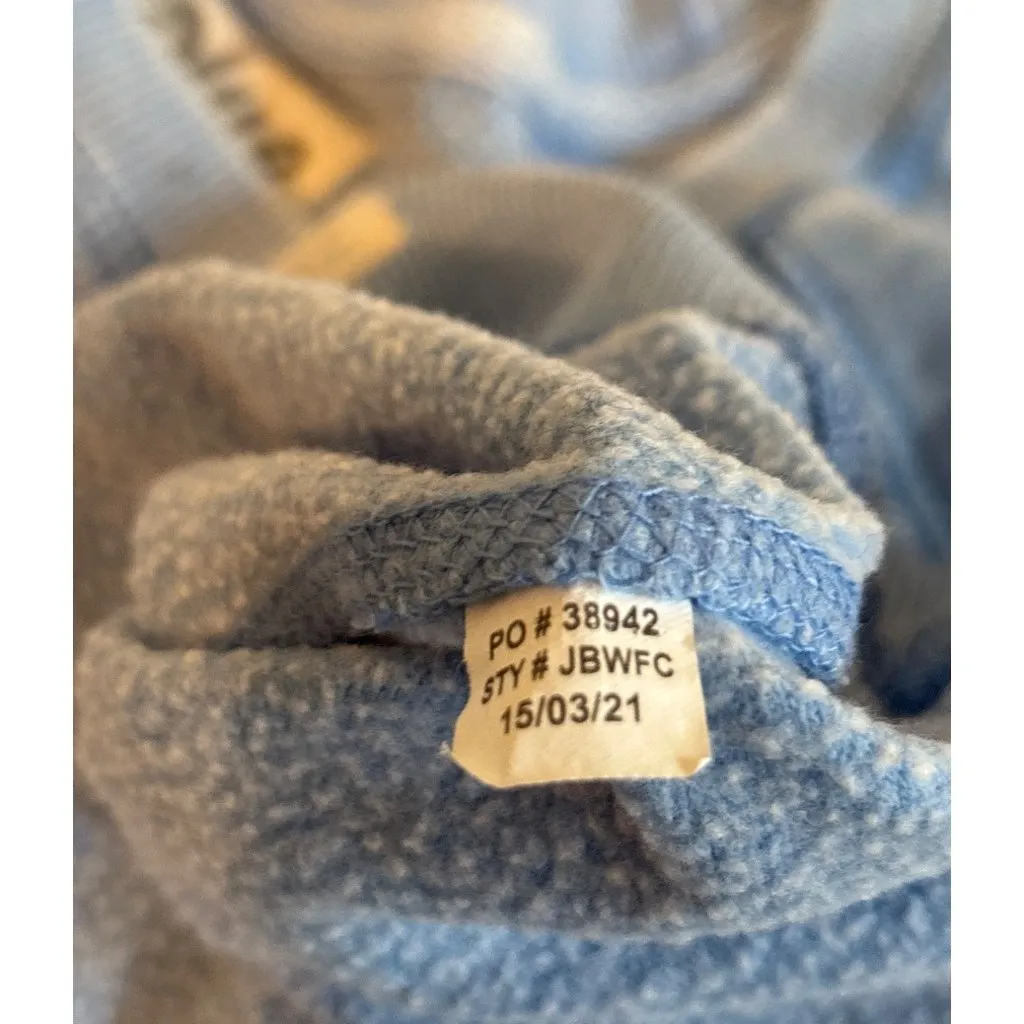 PO # 38942
STY # JBWFC
15/03/21